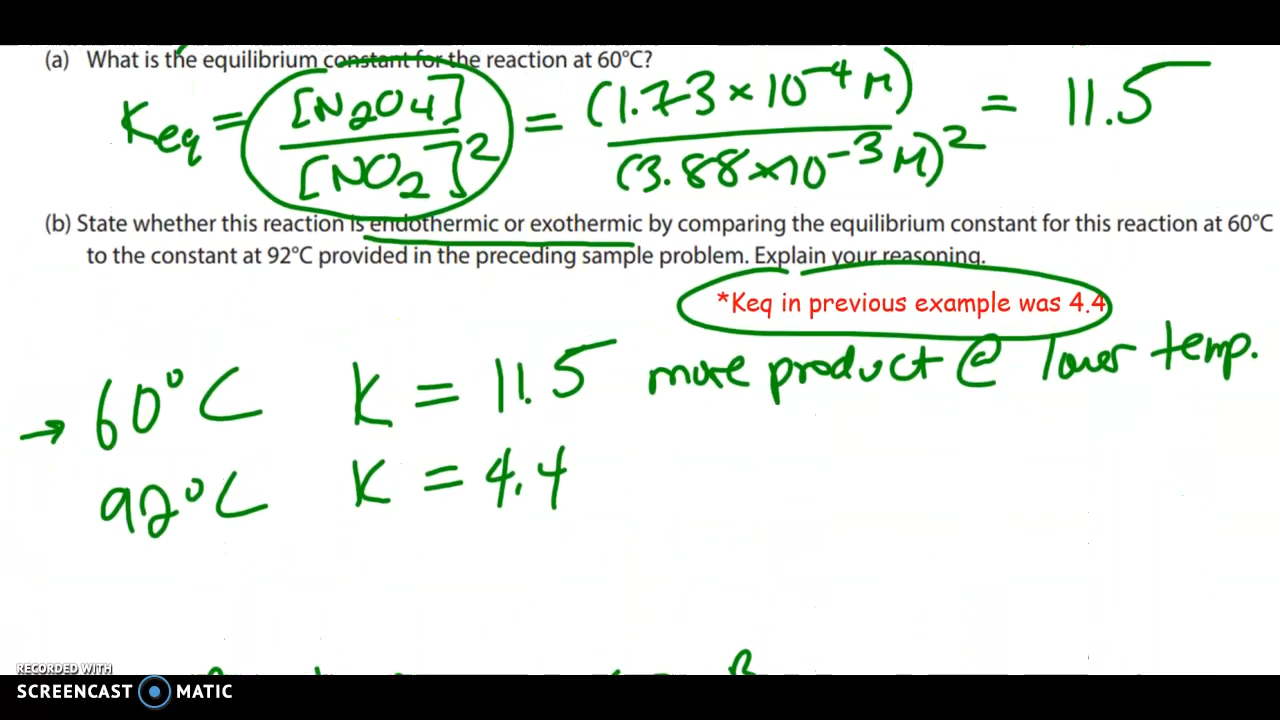 (a) What is the equilibrium constant for the reaction at 60°C?
Keq = [N2O4] / [NO2]^2 = (1.73 × 10^-4 M) / (3.88×10^-3 M)^2 = 11.5
(b) State whether this reaction is endothermic or exothermic by comparing the equilibrium constant for this reaction at 60°C
to the constant at 92°C provided in the preceding sample problem. Explain your reasoning.
*Keq in previous example was 4.4
→ 60°C K = 11.5 more product @ lower temp.
92°C K = 4.4
RECORDED WITH
SCREENCAST MATIC